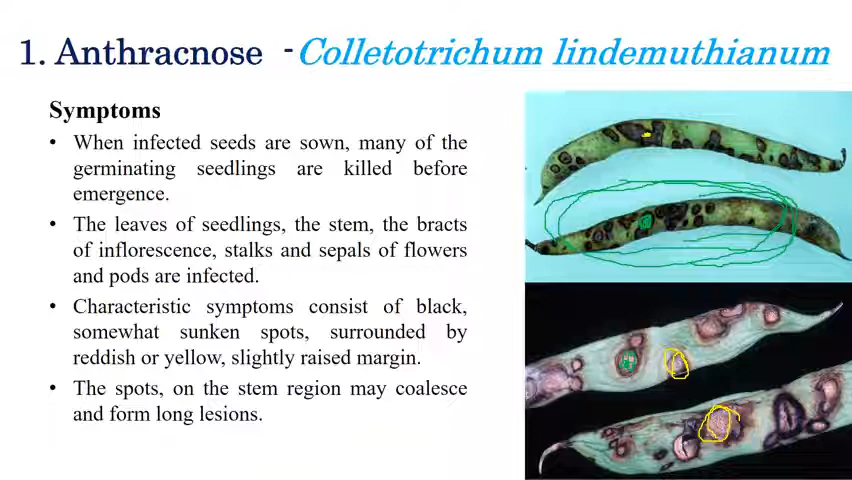 1. Anthracnose -Colletotrichum lindemuthianum
Symptoms
• When infected seeds are sown, many of the
germinating seedlings are killed before
emergence.
• The leaves of seedlings, the stem, the bracts
of inflorescence, stalks and sepals of flowers
and pods are infected.
• Characteristic symptoms consist of black,
somewhat sunken spots, surrounded by
reddish or yellow, slightly raised margin.
• The spots, on the stem region may coalesce
and form long lesions.